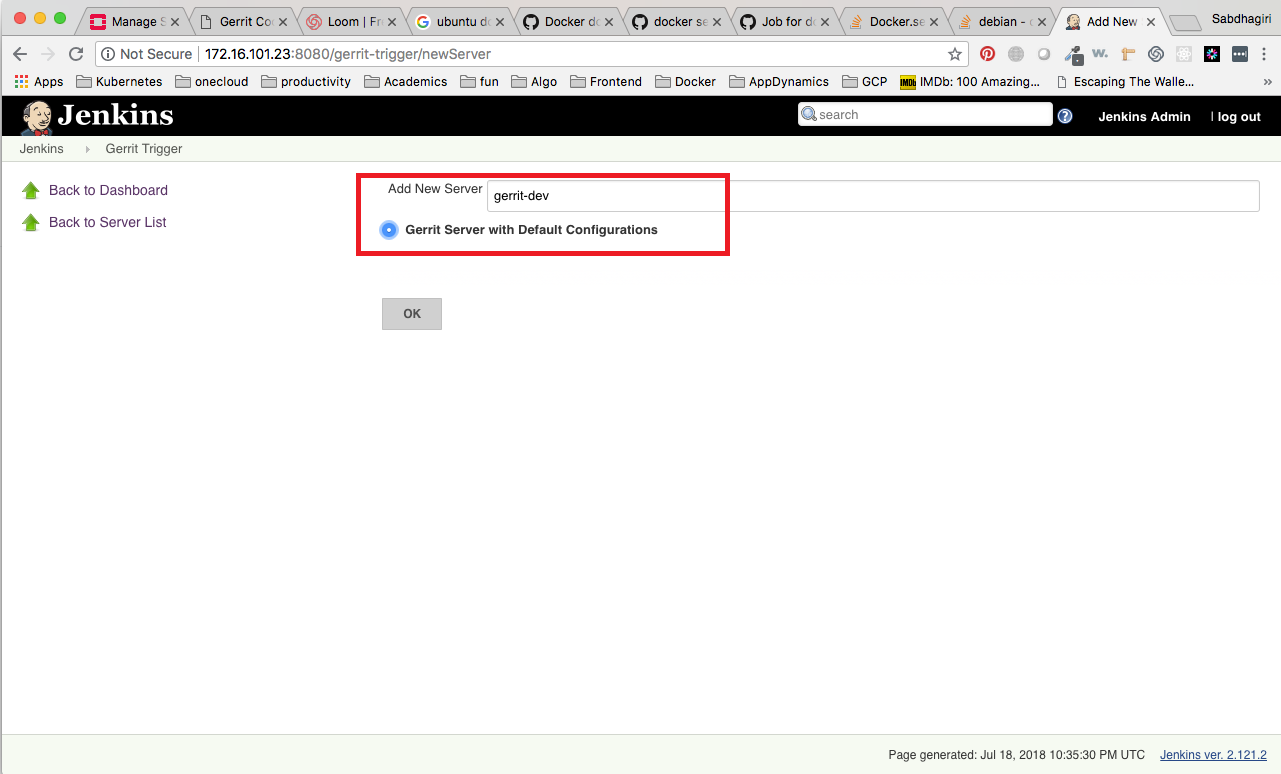 Manage S Gerrit Co Loom | Fr ubuntu d Docker d docker se Job for d Docker.se debian - Add New Sabdhagiri
Not Secure 172.16.101.23:8080/gerrit-trigger/newServer
Apps Kubernetes onecloud productivity Academics fun Algo Frontend Docker AppDynamics GCP IMDb IMDb: 100 Amazing... Escaping The Walle... »
Jenkins search ? Jenkins Admin | log out
Jenkins Gerrit Trigger
Back to Dashboard
Back to Server List
Add New Server gerrit-dev
Gerrit Server with Default Configurations
OK
Page generated: Jul 18, 2018 10:35:30 PM UTC Jenkins ver. 2.121.2